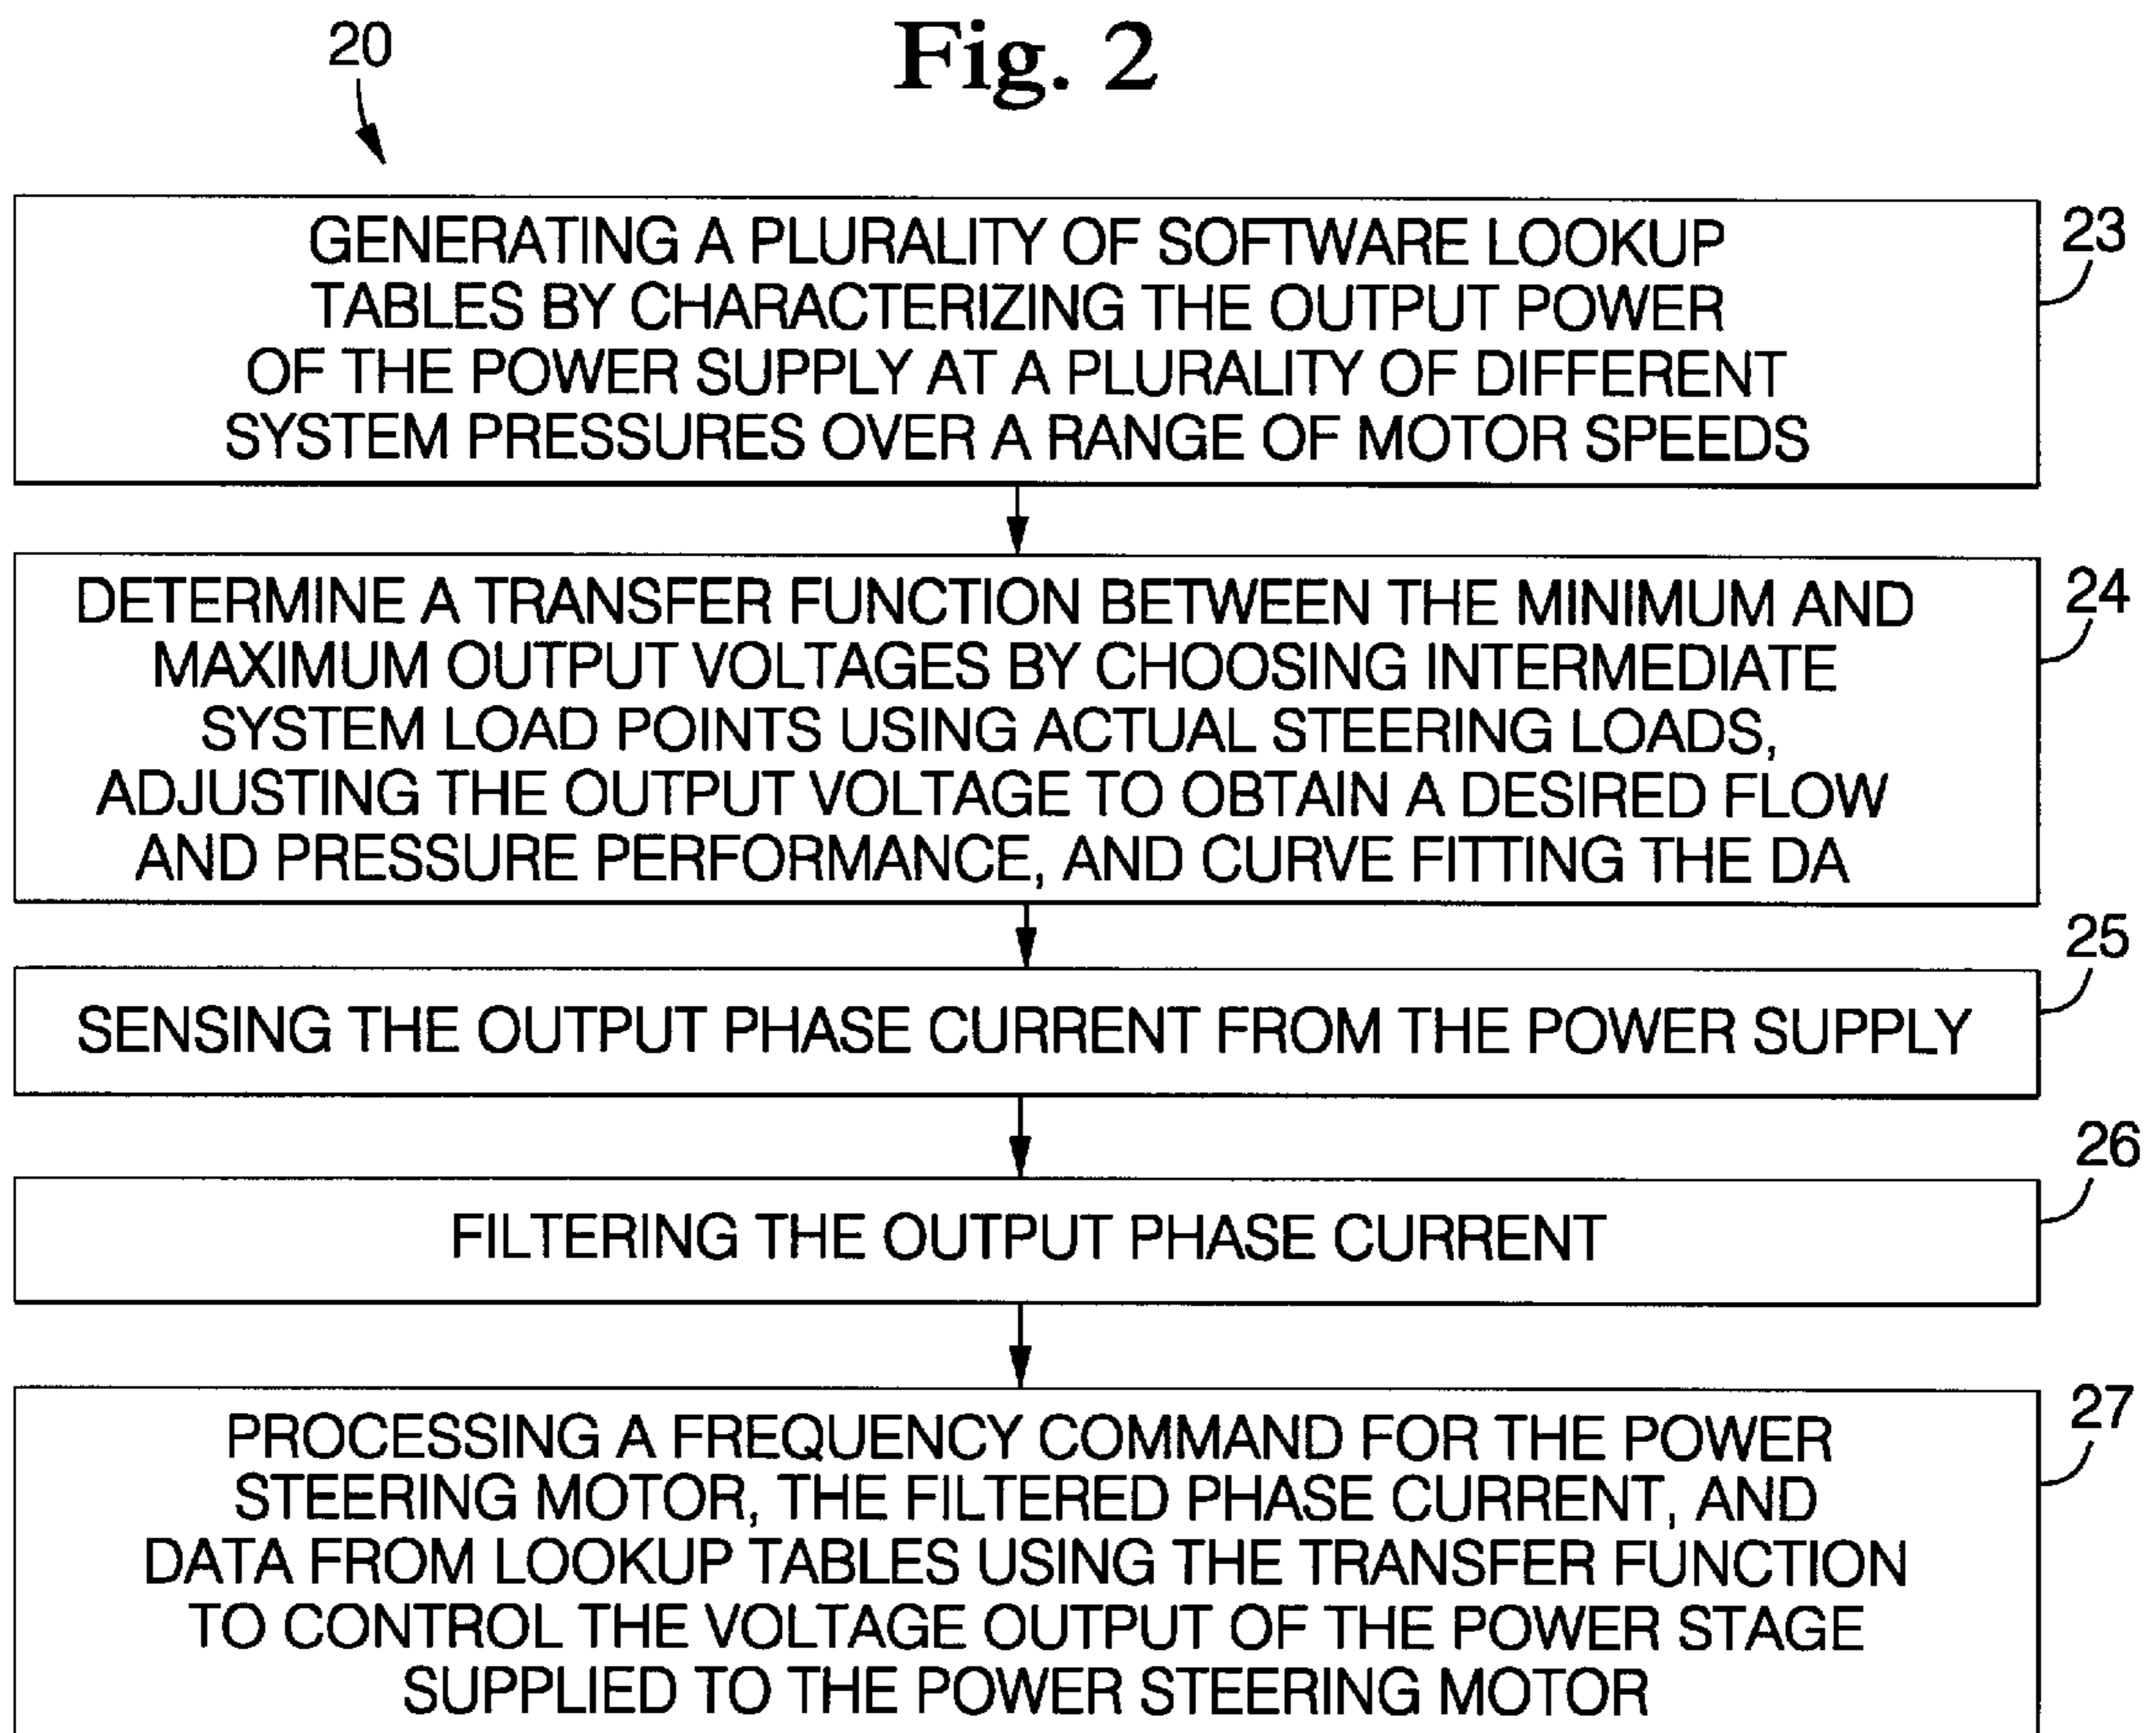 20
Fig. 2
GENERATING A PLURALITY OF SOFTWARE LOOKUP
TABLES BY CHARACTERIZING THE OUTPUT POWER
OF THE POWER SUPPLY AT A PLURALITY OF DIFFERENT
SYSTEM PRESSURES OVER A RANGE OF MOTOR SPEEDS
23
DETERMINE A TRANSFER FUNCTION BETWEEN THE MINIMUM AND
MAXIMUM OUTPUT VOLTAGES BY CHOOSING INTERMEDIATE
SYSTEM LOAD POINTS USING ACTUAL STEERING LOADS,
ADJUSTING THE OUTPUT VOLTAGE TO OBTAIN A DESIRED FLOW
AND PRESSURE PERFORMANCE, AND CURVE FITTING THE DA
24
SENSING THE OUTPUT PHASE CURRENT FROM THE POWER SUPPLY
25
FILTERING THE OUTPUT PHASE CURRENT
26
PROCESSING A FREQUENCY COMMAND FOR THE POWER
STEERING MOTOR, THE FILTERED PHASE CURRENT, AND
DATA FROM LOOKUP TABLES USING THE TRANSFER FUNCTION
TO CONTROL THE VOLTAGE OUTPUT OF THE POWER STAGE
SUPPLIED TO THE POWER STEERING MOTOR
27